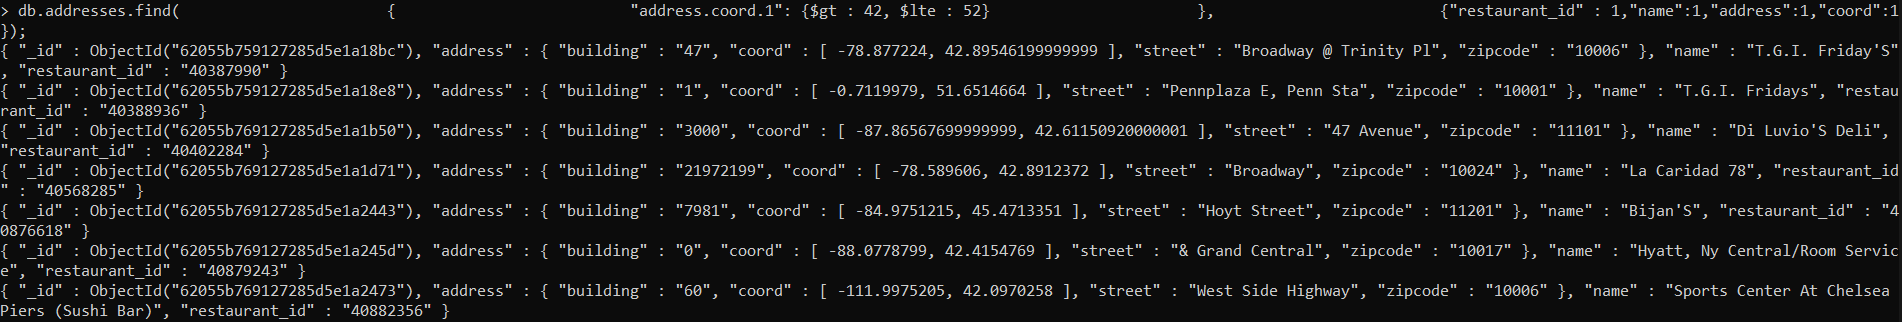 > db.addresses.find(                     {                        "address.coord.1": {$gt : 42, $lte : 52}                     },                     {"restaurant_id" : 1,"name":1,"address":1,"coord":1
});
{ "_id" : ObjectId("62055b759127285d5e1a18bc"), "address" : { "building" : "47", "coord" : [ -78.877224, 42.89546199999999 ], "street" : "Broadway @ Trinity Pl", "zipcode" : "10006" }, "name" : "T.G.I. Friday'S"
, "restaurant_id" : "40387990" }
{ "_id" : ObjectId("62055b759127285d5e1a18e8"), "address" : { "building" : "1", "coord" : [ -0.7119979, 51.6514664 ], "street" : "Pennplaza E, Penn Sta", "zipcode" : "10001" }, "name" : "T.G.I. Fridays", "restau
rant_id" : "40388936" }
{ "_id" : ObjectId("62055b769127285d5e1a1b50"), "address" : { "building" : "3000", "coord" : [ -87.86567699999999, 42.61150920000001 ], "street" : "47 Avenue", "zipcode" : "11101" }, "name" : "Di Luvio'S Deli",
"restaurant_id" : "40402284" }
{ "_id" : ObjectId("62055b769127285d5e1a1d71"), "address" : { "building" : "21972199", "coord" : [ -78.589606, 42.8912372 ], "street" : "Broadway", "zipcode" : "10024" }, "name" : "La Caridad 78", "restaurant_id
" : "40568285" }
{ "_id" : ObjectId("62055b769127285d5e1a2443"), "address" : { "building" : "7981", "coord" : [ -84.9751215, 45.4713351 ], "street" : "Hoyt Street", "zipcode" : "11201" }, "name" : "Bijan'S", "restaurant_id" : "4
0876618" }
{ "_id" : ObjectId("62055b769127285d5e1a245d"), "address" : { "building" : "0", "coord" : [ -88.0778799, 42.4154769 ], "street" : "& Grand Central", "zipcode" : "10017" }, "name" : "Hyatt, Ny Central/Room Servic
e", "restaurant_id" : "40879243" }
{ "_id" : ObjectId("62055b769127285d5e1a2473"), "address" : { "building" : "60", "coord" : [ -111.9975205, 42.0970258 ], "street" : "West Side Highway", "zipcode" : "10006" }, "name" : "Sports Center At Chelsea
Piers (Sushi Bar)", "restaurant_id" : "40882356" }